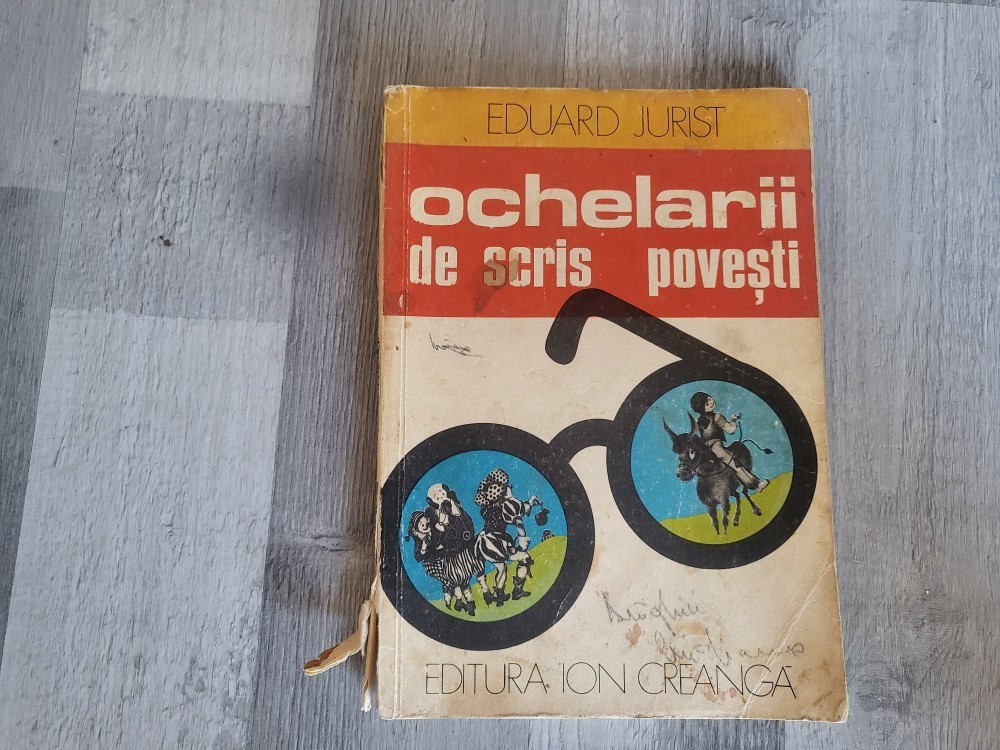 EDUARD JURIST
ochelarii
de scris povești
EDITURA ION CREANGĂ